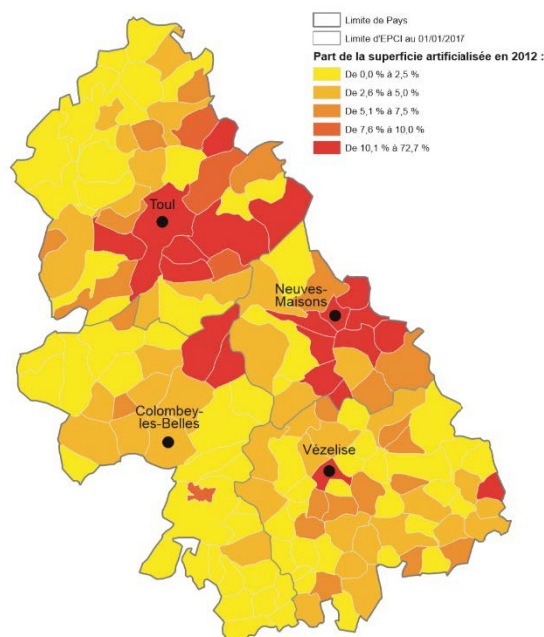 Limite de Pays
Limite d'EPCI au 01/01/2017
Part de la superficie artificialisée en 2012 :
De 0,0 % à 2,5 %
De 2,6 % à 5,0 %
De 5,1 % à 7,5 %
De 7,6 % à 10,0 %
De 10,1 % à 72,7 %
Toul
Neuves-
Maisons
Colombey-
les-Belles
Vézelise